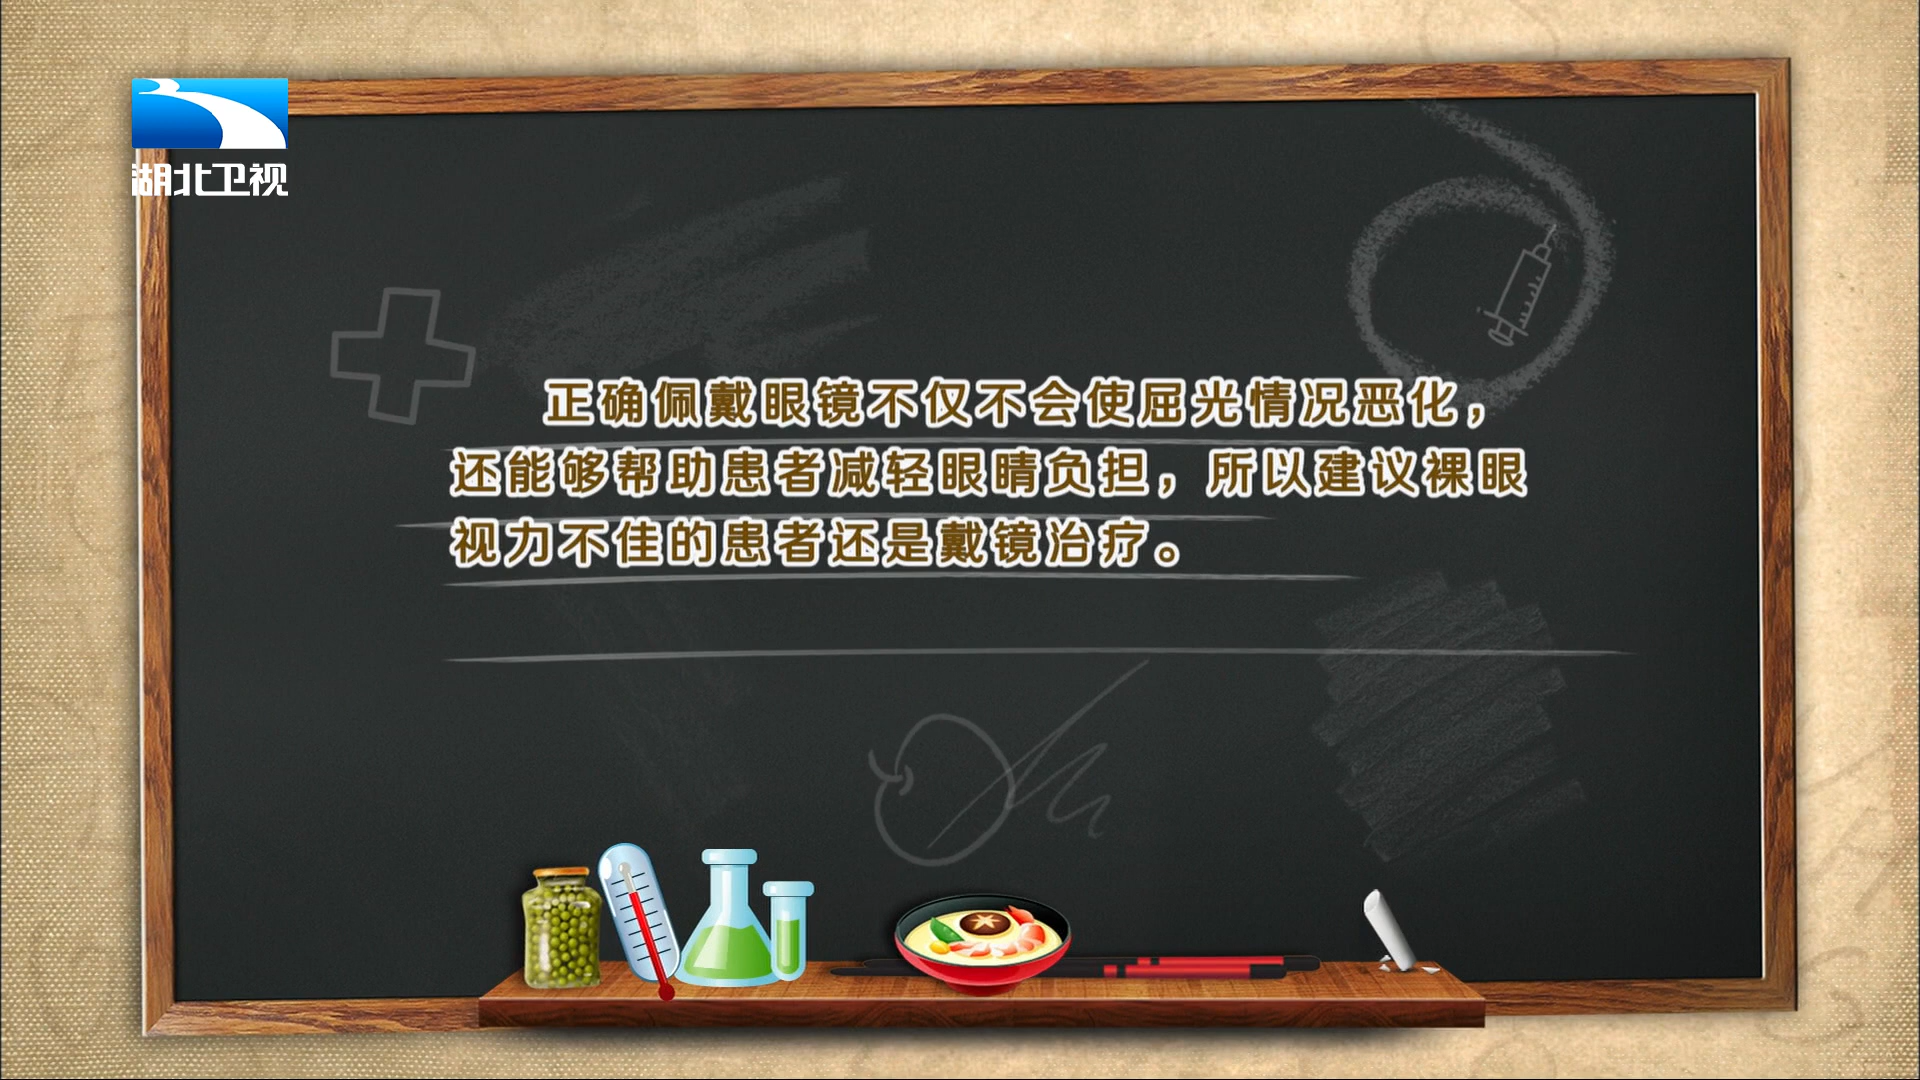 湖北卫视
正确佩戴眼镜不仅不会使屈光情况恶化，
还能够帮助患者减轻眼睛负担，所以建议裸眼
视力不佳的患者还是戴镜治疗。